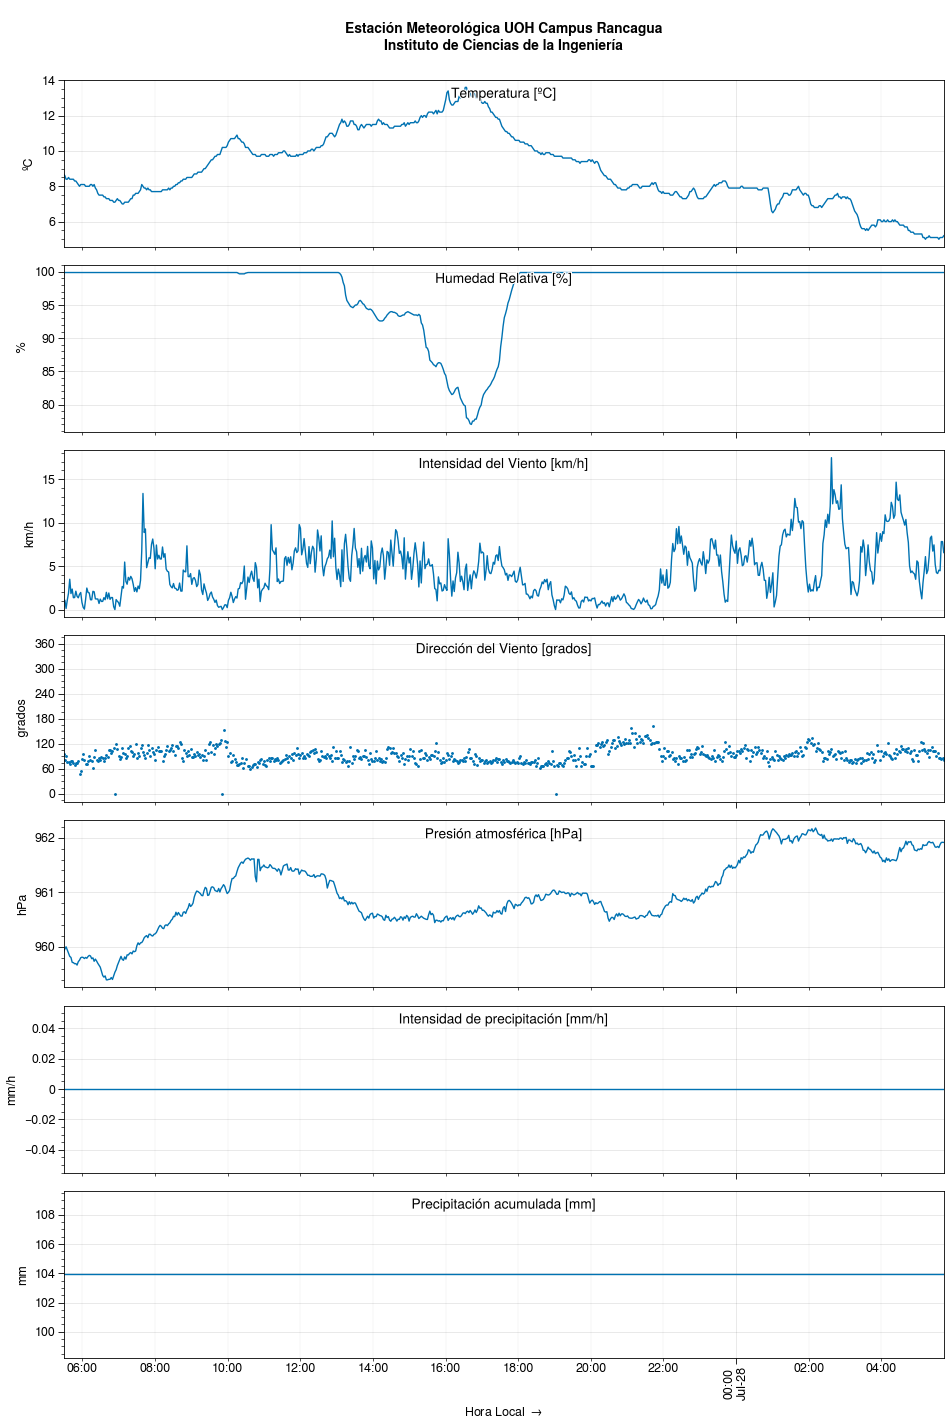 Estación Meteorológica UOH Campus Rancagua
Instituto de Ciencias de la Ingeniería
Temperatura [ºC]
ºC
14
12
10
8
6
Humedad Relativa [%]
%
100
95
90
85
80
Intensidad del Viento [km/h]
km/h
15
10
5
0
Dirección del Viento [grados]
grados
360
300
240
180
120
60
0
Presión atmosférica [hPa]
hPa
962
961
960
Intensidad de precipitación [mm/h]
mm/h
0.04
0.02
0
−0.02
−0.04
Precipitación acumulada [mm]
mm
108
106
104
102
100
06:00 08:00 10:00 12:00 14:00 16:00 18:00 20:00 22:00 00:00 02:00 04:00
Jul-28
Hora Local →